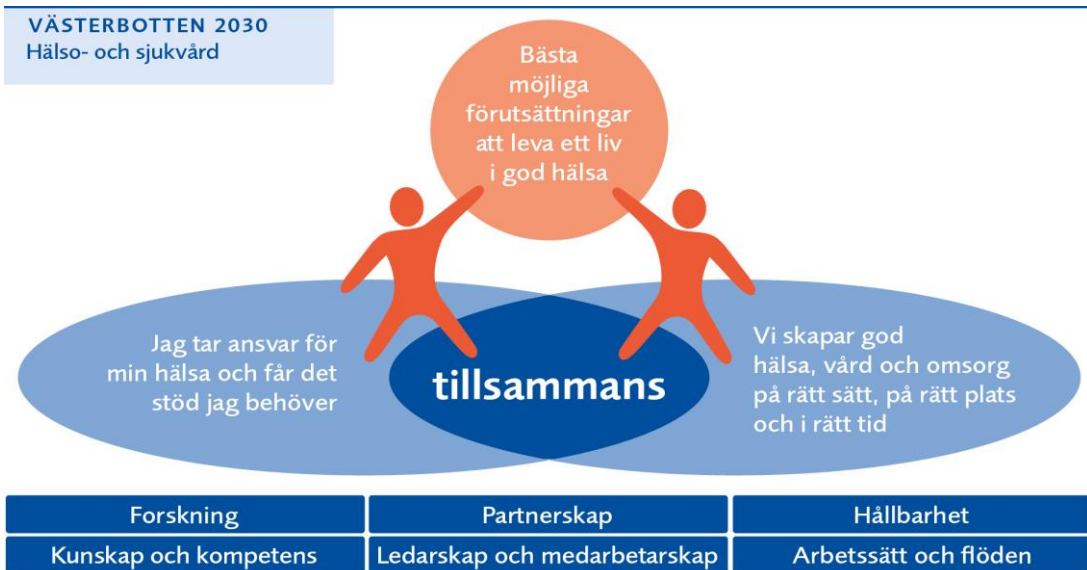 VÄSTERBOTTEN 2030
Hälso- och sjukvård
Bästa
möjliga
förutsättningar
att leva ett liv
i god hälsa
Jag tar ansvar för
min hälsa och får det
stöd jag behöver
tillsammans
Vi skapar god
hälsa, vård och omsorg
på rätt sätt, på rätt plats
och i rätt tid
Forskning
Partnerskap
Hållbarhet
Kunskap och kompetens
Ledarskap och medarbetarskap
Arbetssätt och flöden